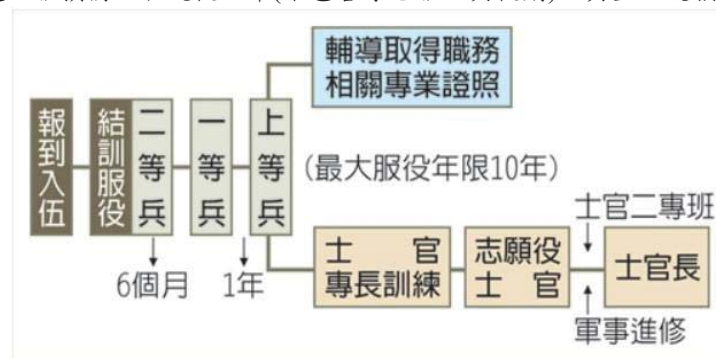 輔導取得職務
相關專業證照
報到入伍
結訓服役
二等兵
一等兵
上等兵
(最大服役年限10年)
6個月
1年
士官
專長訓練
志願役
士官
士官二專班
軍事進修
士官長